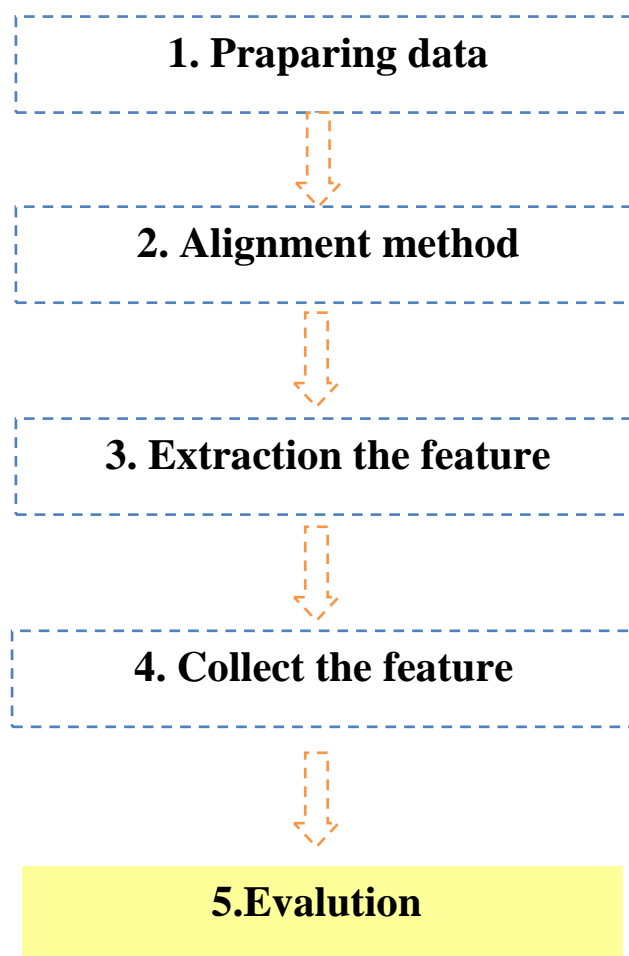 1. Praparing data
2. Alignment method
3. Extraction the feature
4. Collect the feature
5.Evalution